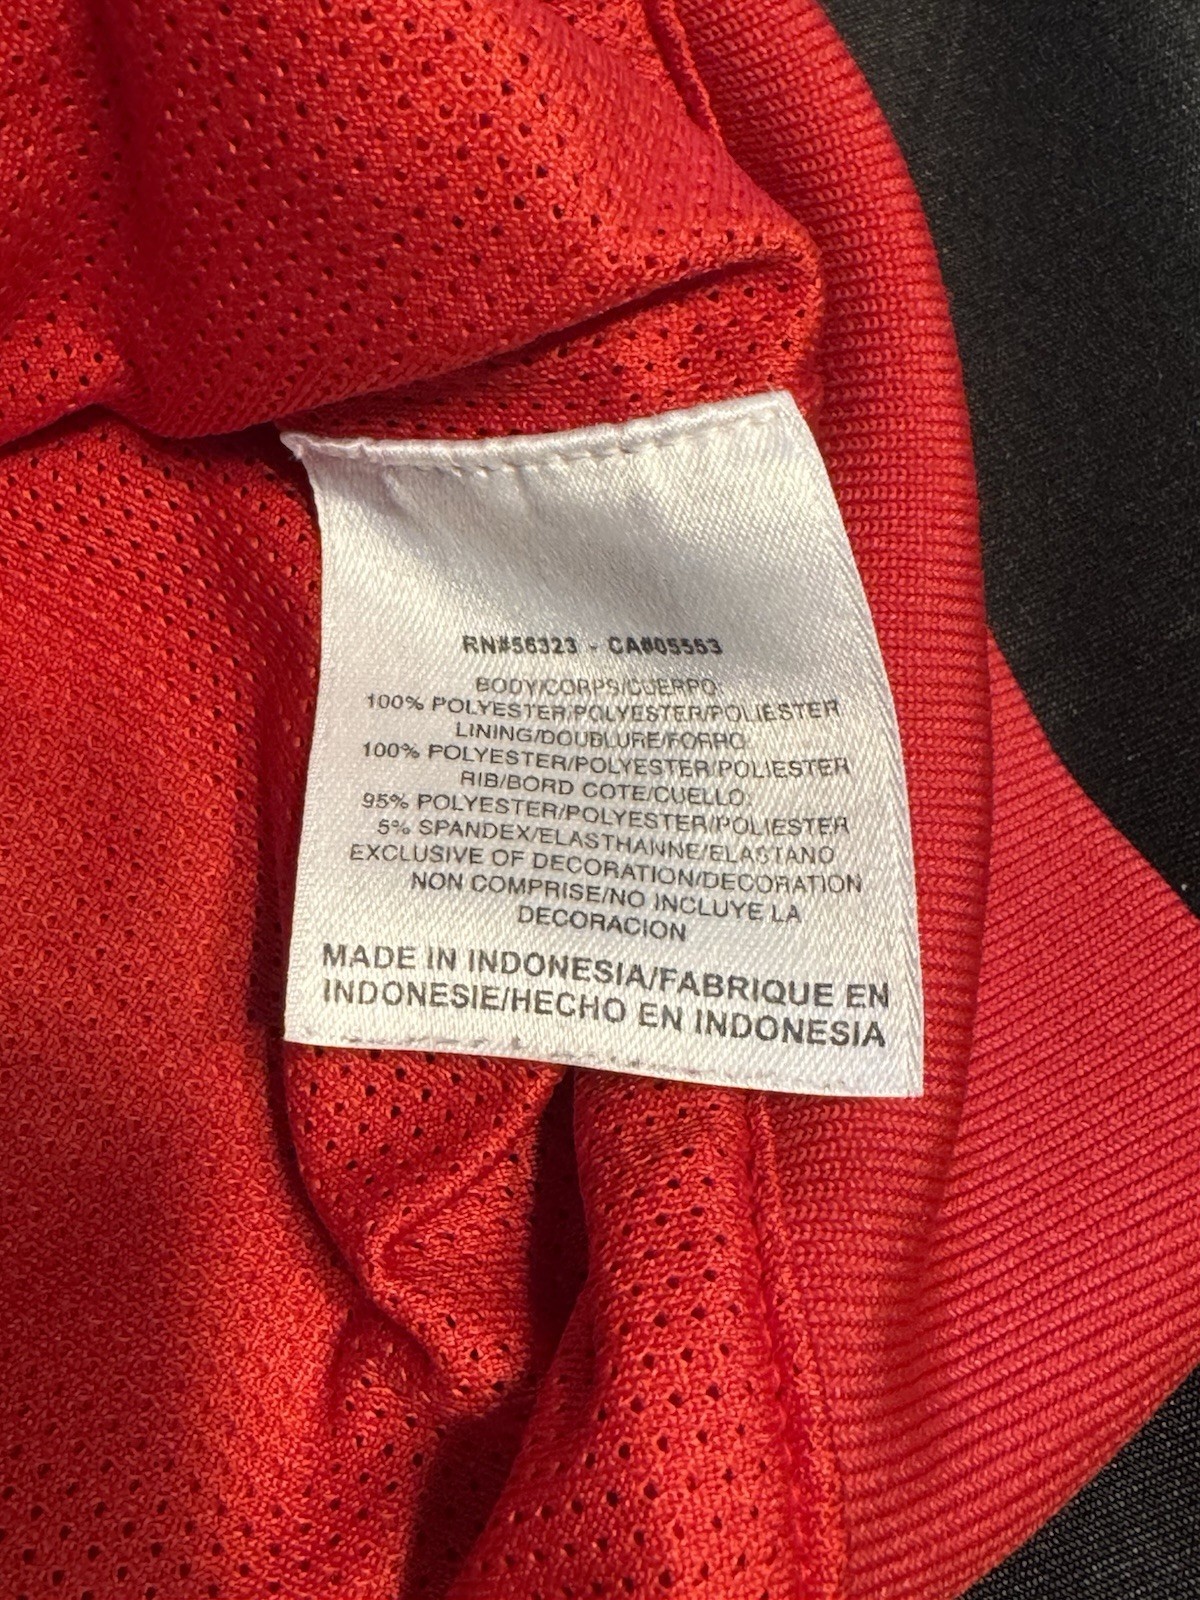 RN#56323 - CA#05553
BODY/CORPS/CUERPO:
100% POLYESTER/POLYESTER/POLIESTER
LINING/DOUBLURE/FORRO:
100% POLYESTER/POLYESTER/POLIESTER
RIB/BORD COTE/CUELLO:
95% POLYESTER/POLYESTER/POLIESTER
5% SPANDEX/ELASTHANNE/ELASTANO
EXCLUSIVE OF DECORATION/DECORATION
NON COMPRISE/NO INCLUYE LA
DECORACION
MADE IN INDONESIA/FABRIQUE EN
INDONESIE/HECHO EN INDONESIA